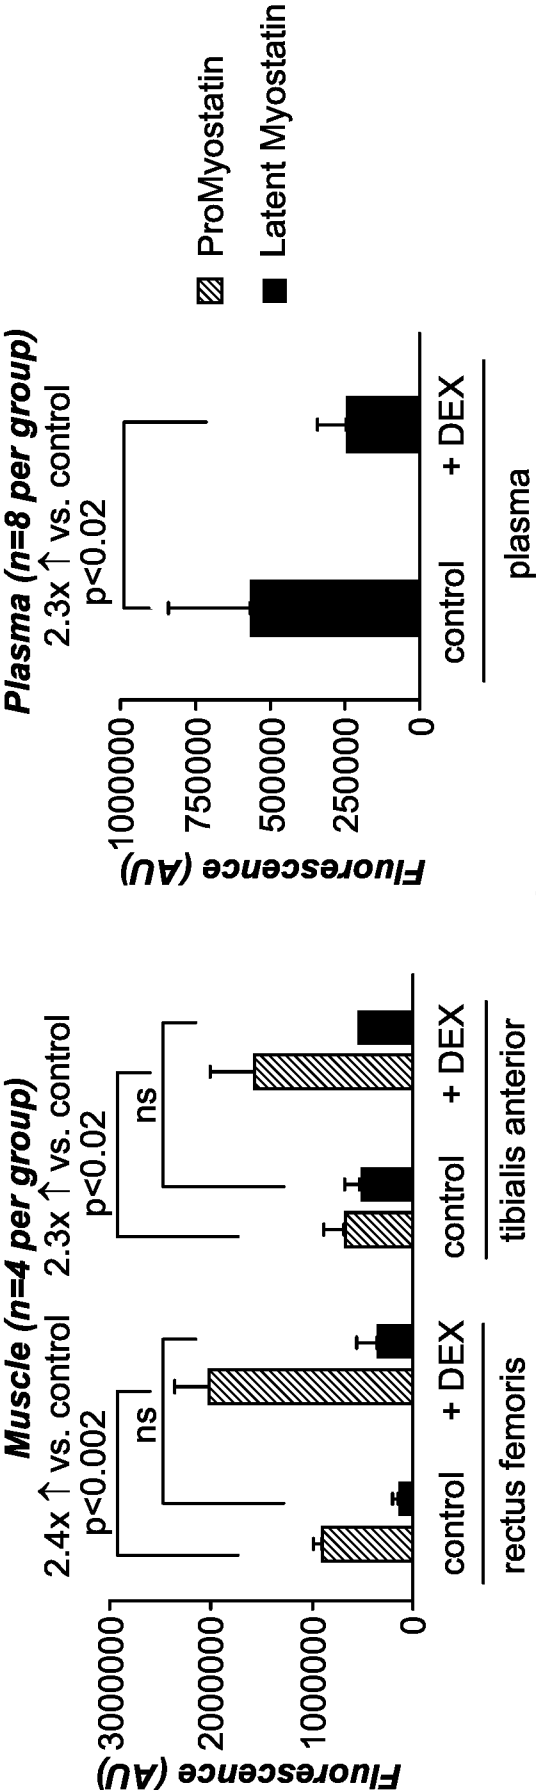 Muscle (n=4 per group)
2.4x ↑ vs. control
p<0.002
2.3x ↑ vs. control
p<0.02
ns
ns
Fluorescence (AU)
3000000
2000000
1000000
0
control
+ DEX
control
+ DEX
rectus femoris
tibialis anterior
Plasma (n=8 per group)
2.3x ↑ vs. control
p<0.02
Fluorescence (AU)
1000000
750000
500000
250000
0
control
+ DEX
plasma
ProMyostatin
Latent Myostatin